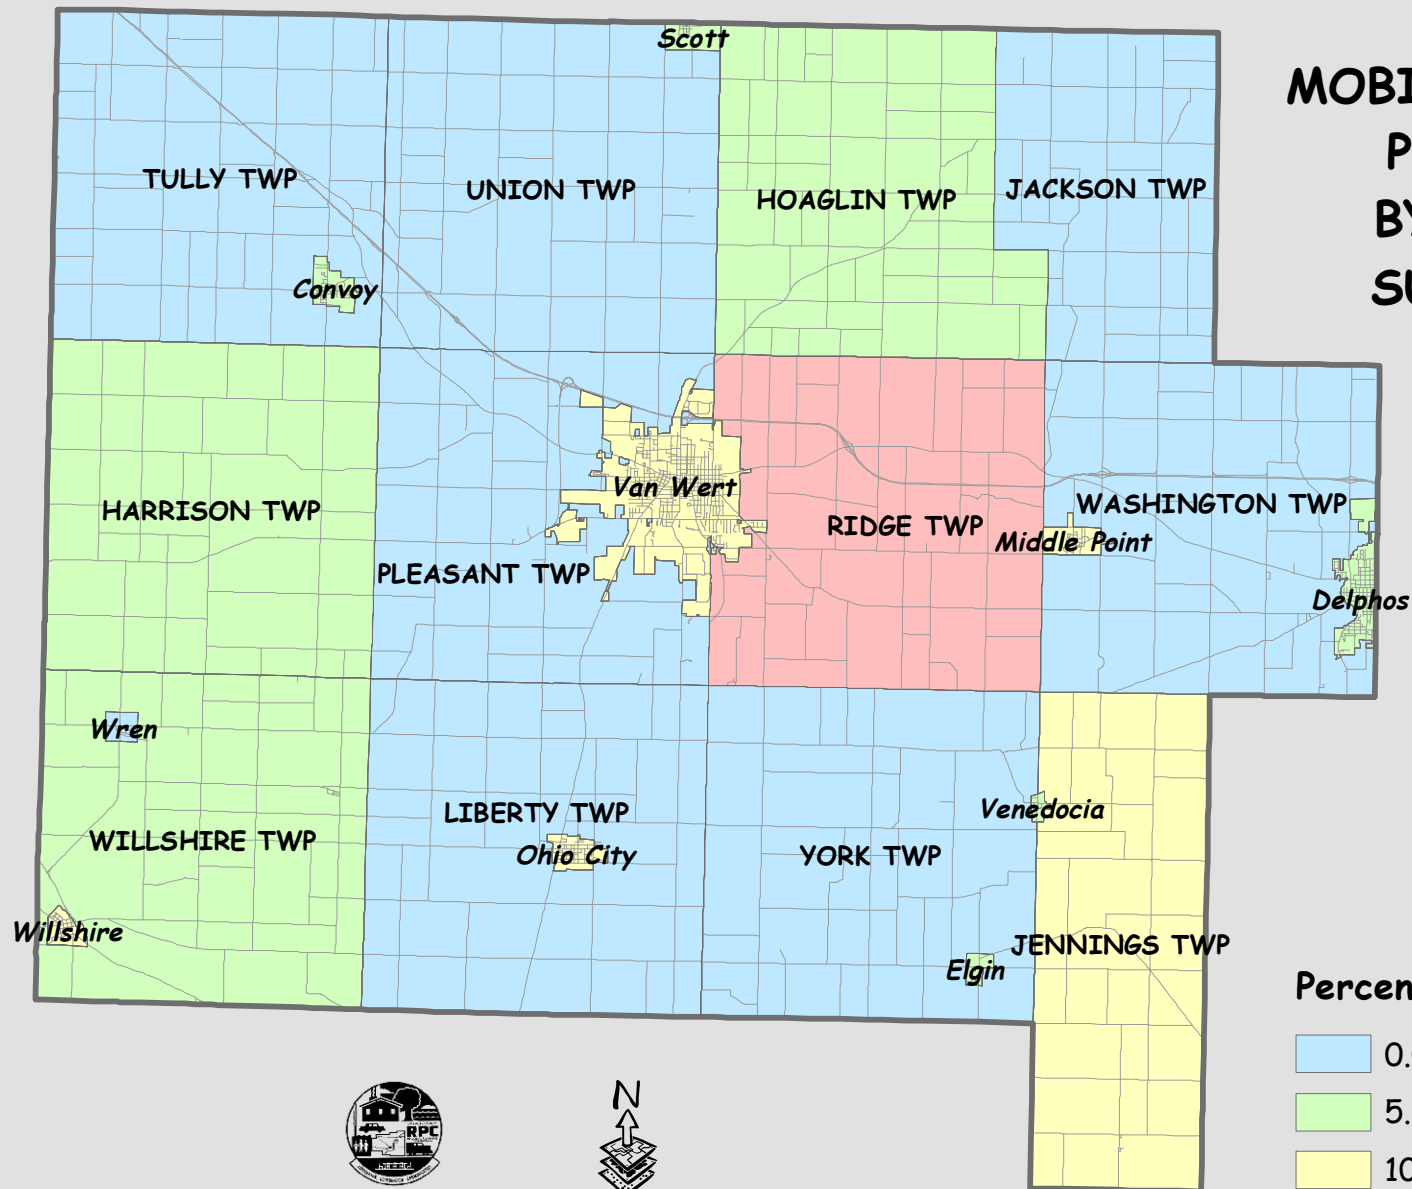 Scott
MOBI
P
BY
SU
TULLY TWP
UNION TWP
HOAGLIN TWP
JACKSON TWP
Convoy
Van Wert
HARRISON TWP
RIDGE TWP
WASHINGTON TWP
Middle Point
PLEASANT TWP
Delphos
Wren
LIBERTY TWP
Venedocia
WILLSHIRE TWP
Ohio City
YORK TWP
Willshire
JENNINGS TWP
Elgin
Percen
0.
5.
10
N
RPC